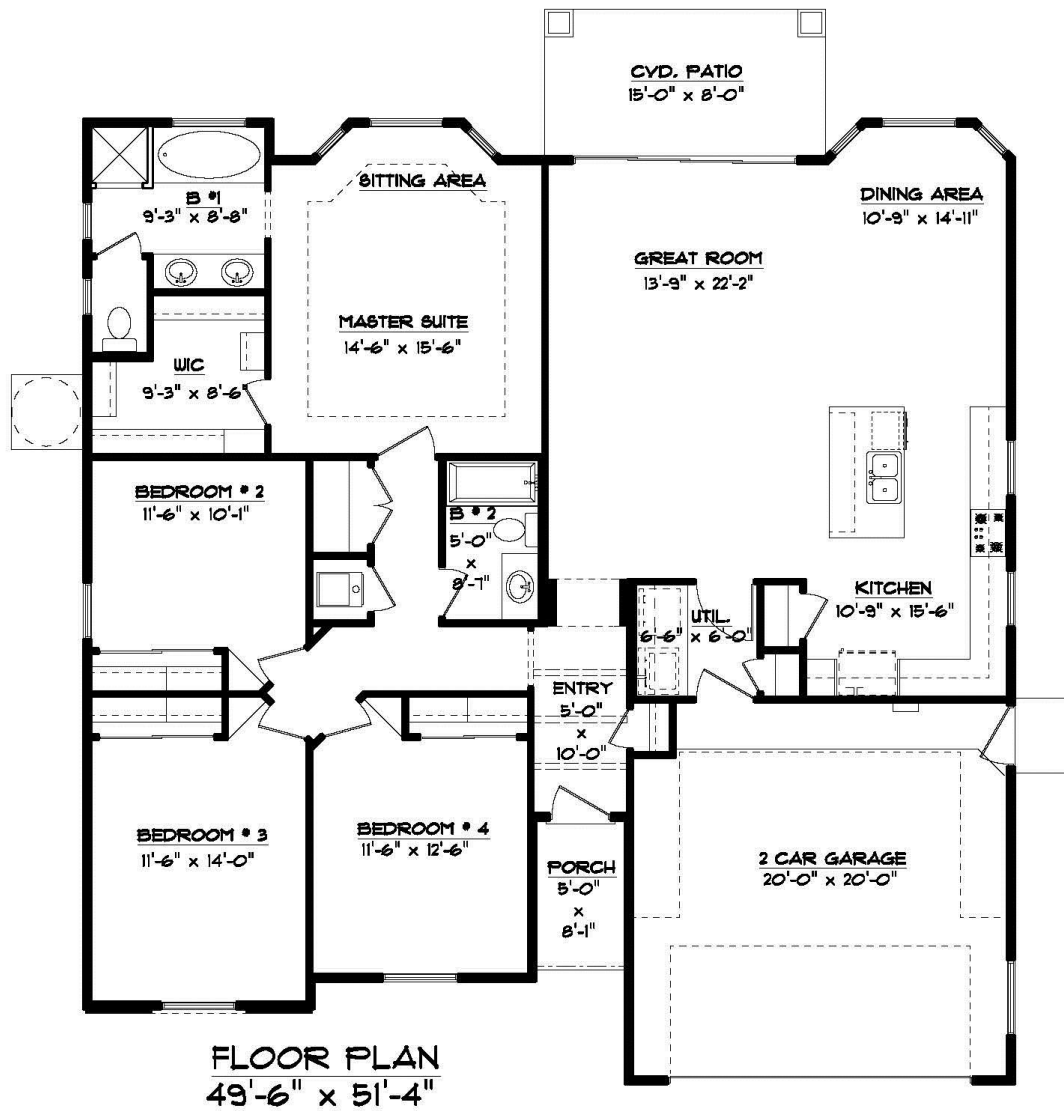 CVD. PATIO
15'-0" x 8'-0"
SITTING AREA
B #1
9'-3" x 8'-8"
DINING AREA
10'-9" x 14'-11"
GREAT ROOM
13'-9" x 22'-2"
MASTER SUITE
14'-6" x 15'-6"
WIC
9'-3" x 8'-6"
BEDROOM # 2
11'-6" x 10'-1"
B # 2
5'-0"
x
8'-7"
KITCHEN
10'-9" x 15'-6"
UTIL.
6'-6" x 6'-0"
ENTRY
5'-0"
x
10'-0"
BEDROOM # 3
11'-6" x 14'-0"
BEDROOM # 4
11'-6" x 12'-6"
PORCH
5'-0"
x
8'-1"
2 CAR GARAGE
20'-0" x 20'-0"
FLOOR PLAN
49'-6" x 51'-4"